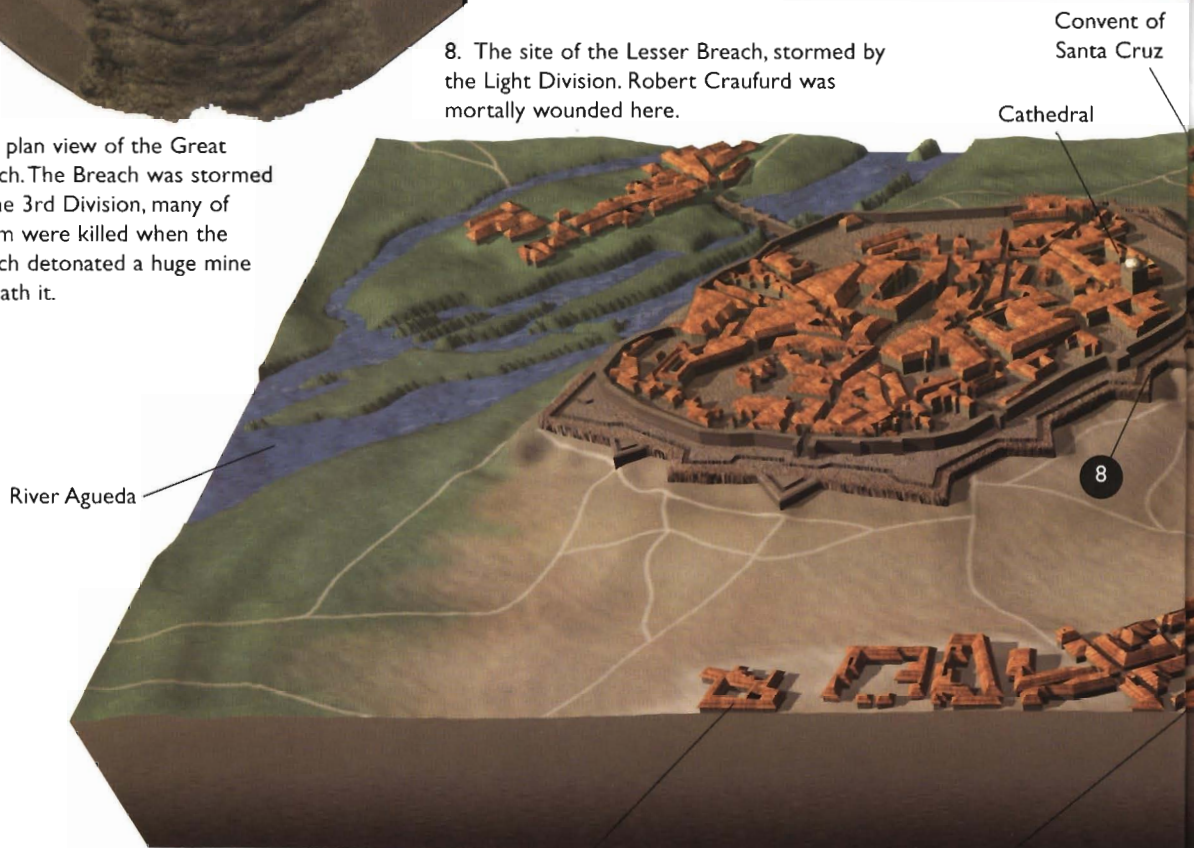 Convent of
Santa Cruz
8. The site of the Lesser Breach, stormed by
the Light Division. Robert Craufurd was
mortally wounded here.
Cathedral
plan view of the Great
ch. The Breach was stormed
ne 3rd Division, many of
m were killed when the
ch detonated a huge mine
ath it.
River Agueda
8